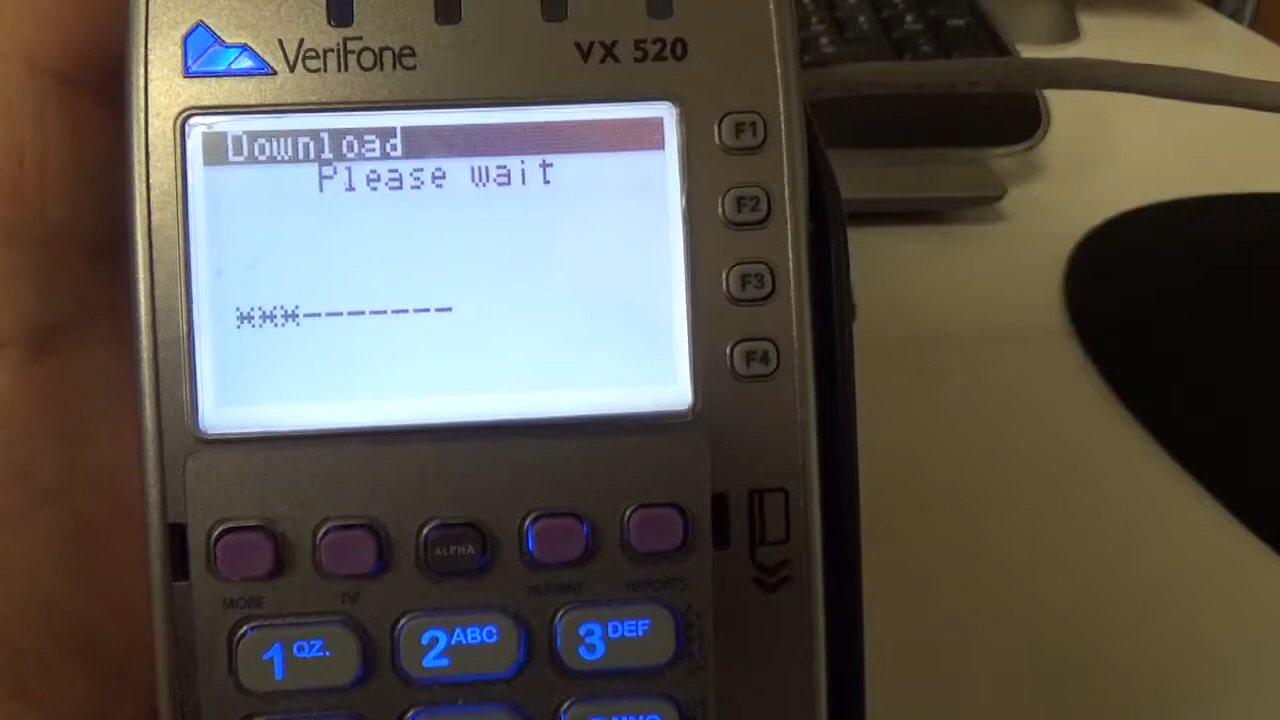 VeriFone
VX 520
Download
Please wait
***-------
F1
F2
F3
F4
ALPHA
MORE
TIP
REPRINT
REPORTS
1 QZ.
2 ABC
3 DEF